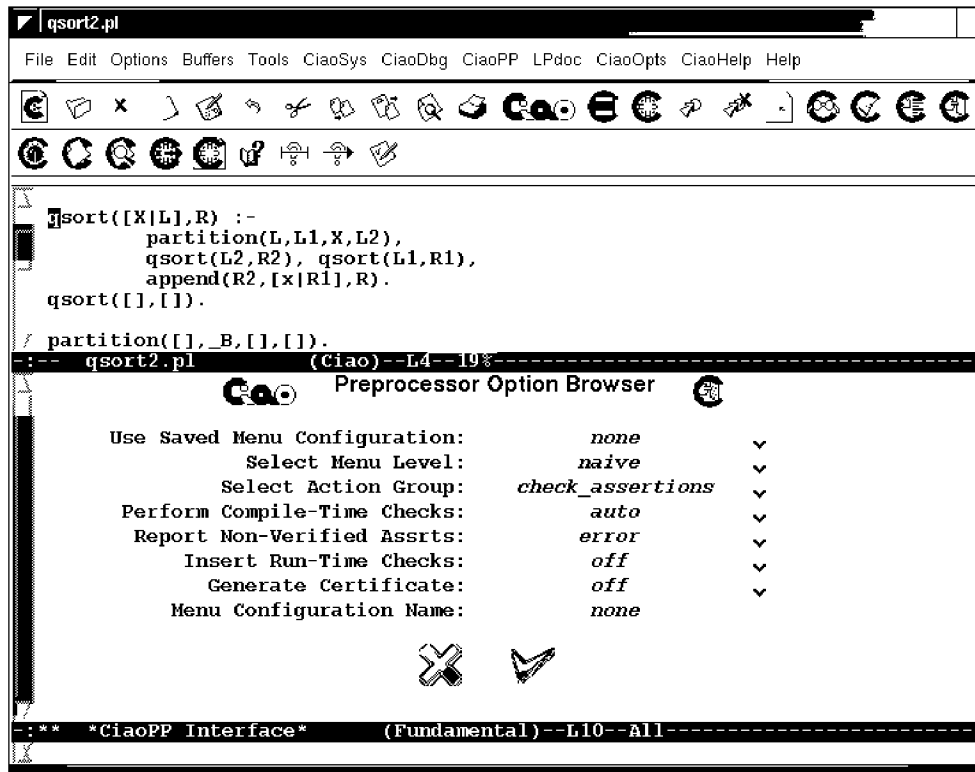 qsort2.pl
File Edit Options Buffers Tools CiaoSys CiaoDbg CiaoPP LPdoc CiaoOpts CiaoHelp Help
Ciao
qsort([X|L],R) :-
partition(L,L1,X,L2),
qsort(L2,R2), qsort(L1,R1),
append(R2,[x|R1],R).
qsort([],[]).
partition([],_B,[],[]).
-:-- qsort2.pl (Ciao)--L4--19%--------------------------------------
Ciao Preprocessor Option Browser
Use Saved Menu Configuration: none
Select Menu Level: naive
Select Action Group: check_assertions
Perform Compile-Time Checks: auto
Report Non-Verified Assrts: error
Insert Run-Time Checks: off
Generate Certificate: off
Menu Configuration Name: none
-:** *CiaoPP Interface* (Fundamental)--L10--All-------------------------